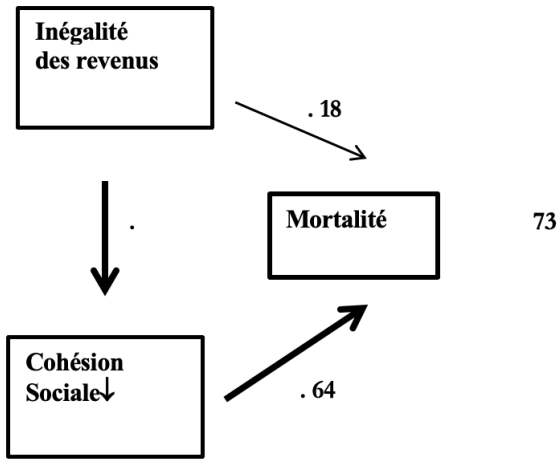 Inégalité
des revenus
. 18
.
Mortalité
73
Cohésion
Sociale↓
. 64